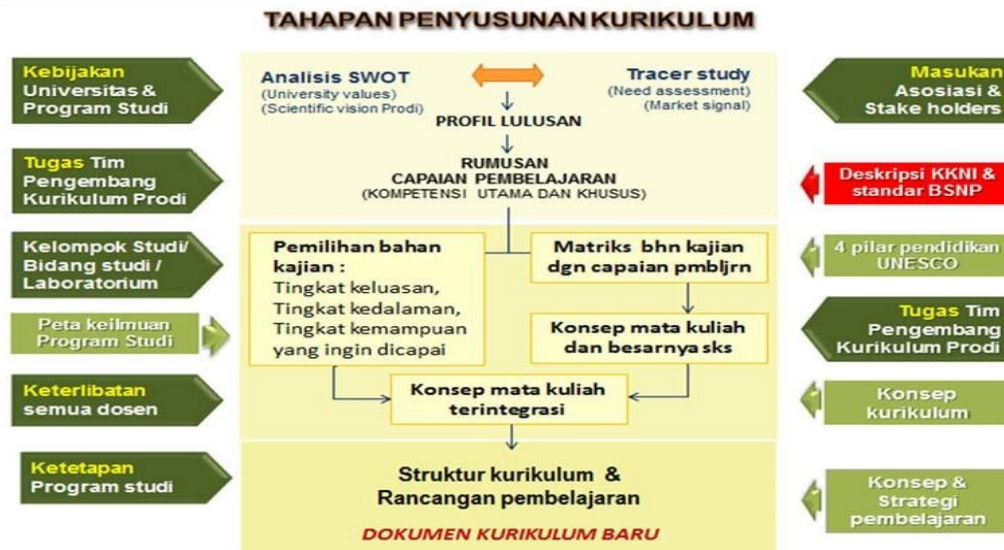 TAHAPAN PENYUSUNAN KURIKULUM
Kebijakan
Universitas &
Program Studi
Tugas Tim
Pengembang
Kurikulum Prodi
Kelompok Studi/
Bidang studi /
Laboratorium
Peta keilmuan
Program Studi
Keterlibatan
semua dosen
Ketetapan
Program studi
Analisis SWOT
(University values)
(Scientific vision Prodi)
Tracer study
(Need assessment)
(Market signal)
PROFIL LULUSAN
RUMUSAN
CAPAIAN PEMBELAJARAN
(KOMPETENSI UTAMA DAN KHUSUS)
Pemilihan bahan
kajian :
Tingkat keluasan,
Tingkat kedalaman,
Tingkat kemampuan
yang ingin dicapai
Matriks bhn kajian
dgn capaian pmbljrn
Konsep mata kuliah
dan besarnya sks
Konsep mata kuliah
terintegrasi
Struktur kurikulum &
Rancangan pembelajaran
DOKUMEN KURIKULUM BARU
Masukan
Asosiasi &
Stake holders
Deskripsi KKNI &
standar BSNP
4 pilar pendidikan
UNESCO
Tugas Tim
Pengembang
Kurikulum Prodi
Konsep
kurikulum
Konsep &
Strategi
pembelajaran